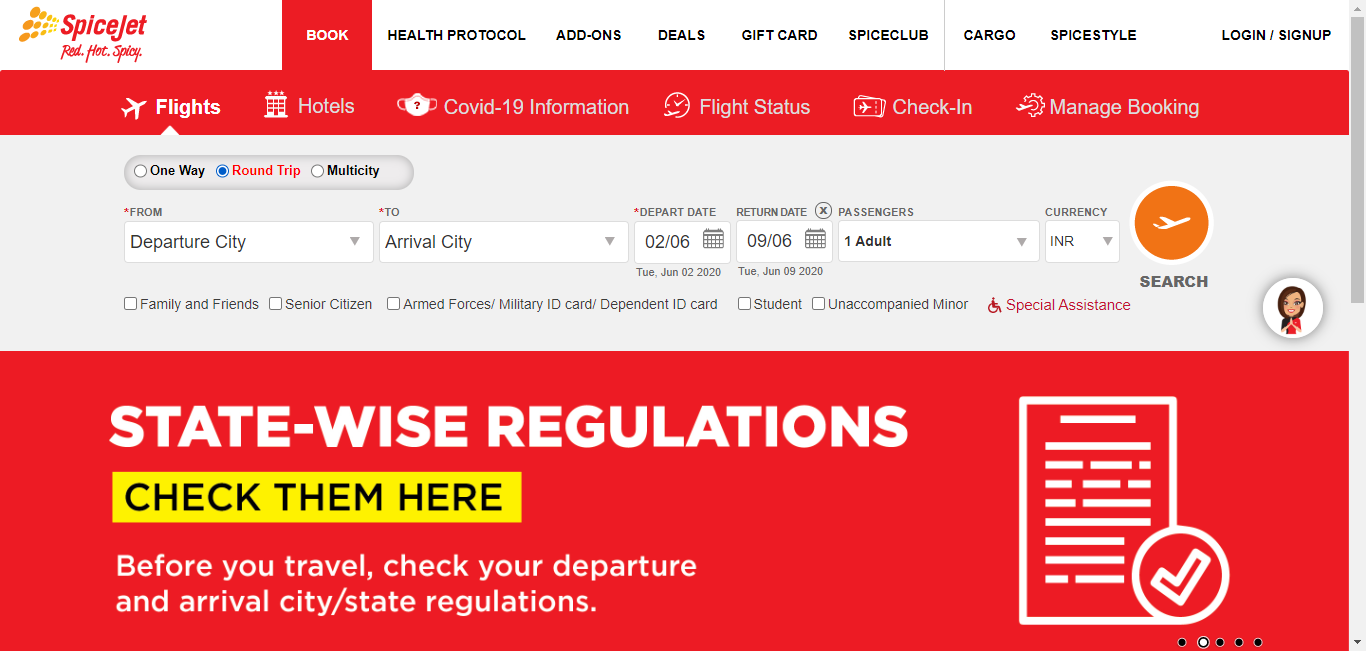 SpiceJet
Red. Hot. Spicy.
BOOK HEALTH PROTOCOL ADD-ONS DEALS GIFT CARD SPICECLUB CARGO SPICESTYLE LOGIN / SIGNUP
Flights Hotels ? Covid-19 Information Flight Status Check-In Manage Booking
One Way Round Trip Multicity
*FROM *TO *DEPART DATE RETURN DATE X PASSENGERS CURRENCY
Departure City Arrival City 02/06 09/06 1 Adult INR
Tue, Jun 02 2020 Tue, Jun 09 2020
SEARCH
Family and Friends Senior Citizen Armed Forces/ Military ID card/ Dependent ID card Student Unaccompanied Minor Special Assistance
STATE-WISE REGULATIONS
CHECK THEM HERE
Before you travel, check your departure
and arrival city/state regulations.